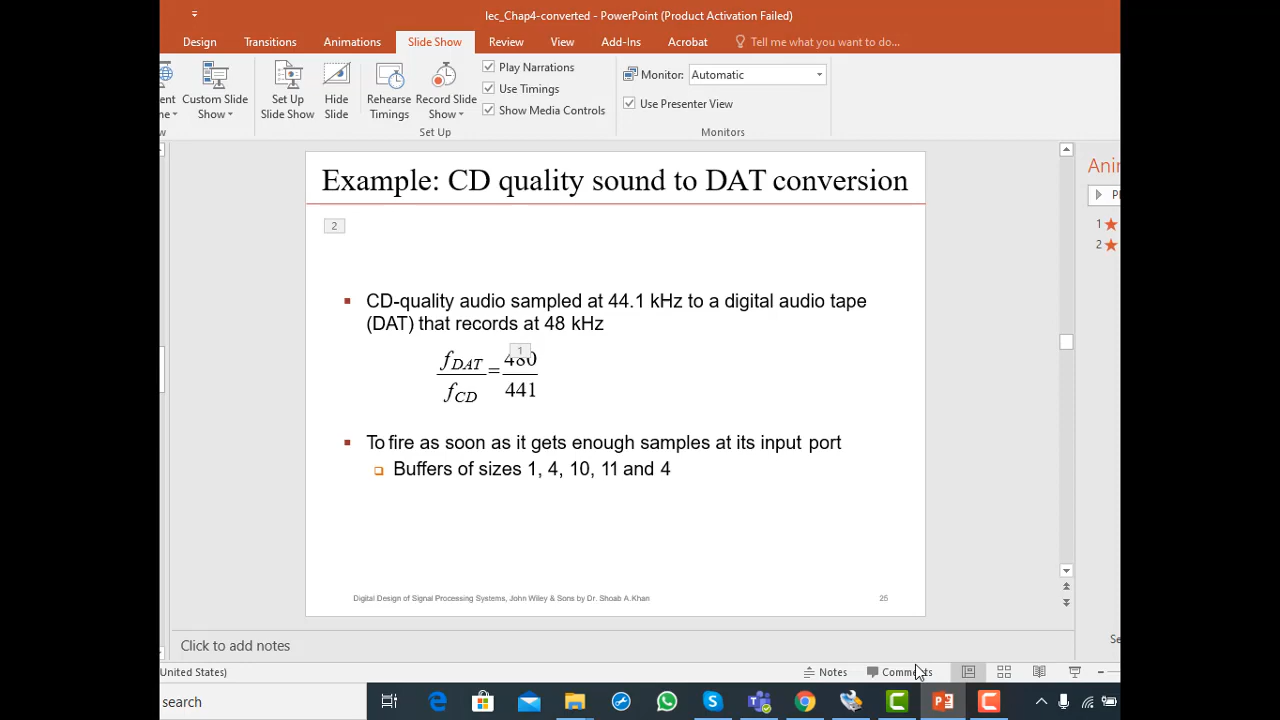 lec_Chap4-converted - PowerPoint (Product Activation Failed)
Design Transitions Animations Slide Show Review View Add-Ins Acrobat Tell me what you want to do...
Custom Slide Show
Set Up Slide Show
Hide Slide
Rehearse Timings
Record Slide Show
Play Narrations
Use Timings
Show Media Controls
Monitor: Automatic
Use Presenter View
Set Up
Monitors
Example: CD quality sound to DAT conversion
2
CD-quality audio sampled at 44.1 kHz to a digital audio tape
(DAT) that records at 48 kHz
1
f_DAT / f_CD = 480 / 441
To fire as soon as it gets enough samples at its input port
Buffers of sizes 1, 4, 10, 11 and 4
Digital Design of Signal Processing Systems, John Wiley & Sons by Dr. Shoab A. Khan
25
Ani
1
2
Click to add notes
United States)
Notes
Comments
search